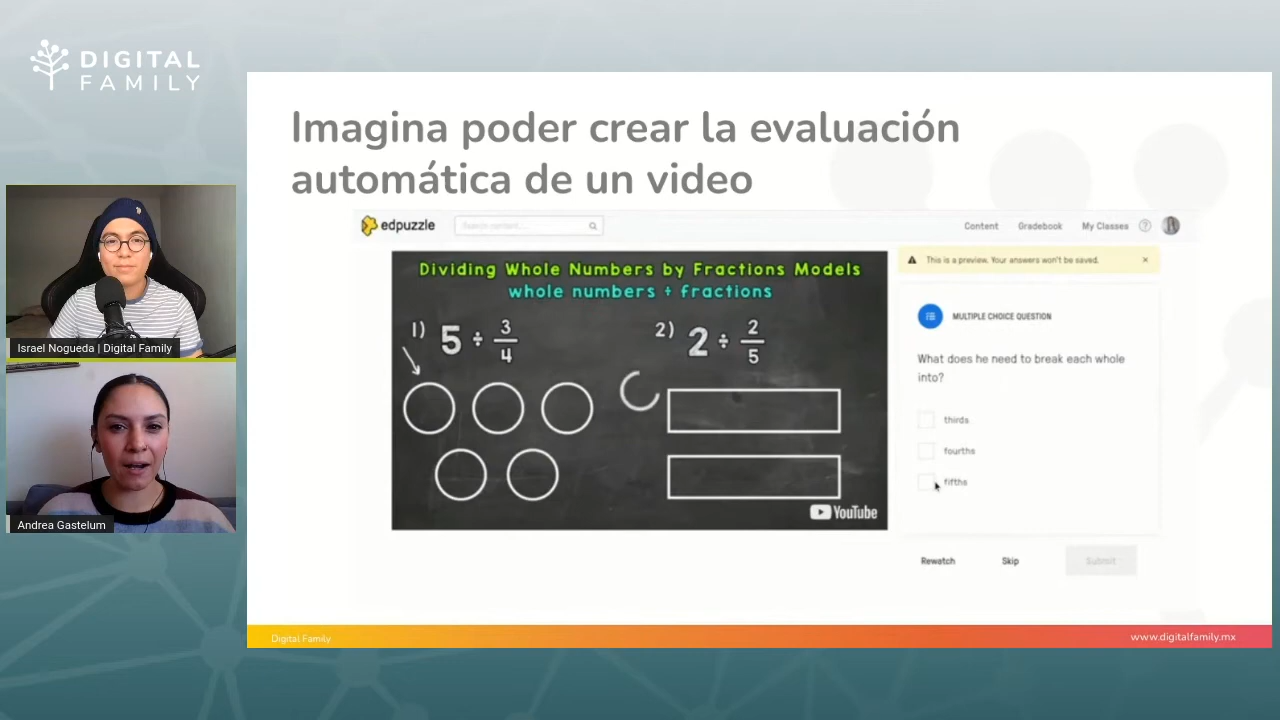 DIGITAL
FAMILY
Imagina poder crear la evaluación
automática de un video
edpuzzle
Search content...
Content
Gradebook
My Classes
?
Dividing Whole Numbers by Fractions Models
whole numbers ÷ fractions
1) 5 ÷ 3/4
2) 2 ÷ 2/5
YouTube
This is a preview. Your answers won't be saved.
MULTIPLE CHOICE QUESTION
What does he need to break each whole
into?
thirds
fourths
fifths
Rewatch
Skip
Submit
Israel Nogueda | Digital Family
Andrea Gastelum
Digital Family
www.digitalfamily.mx